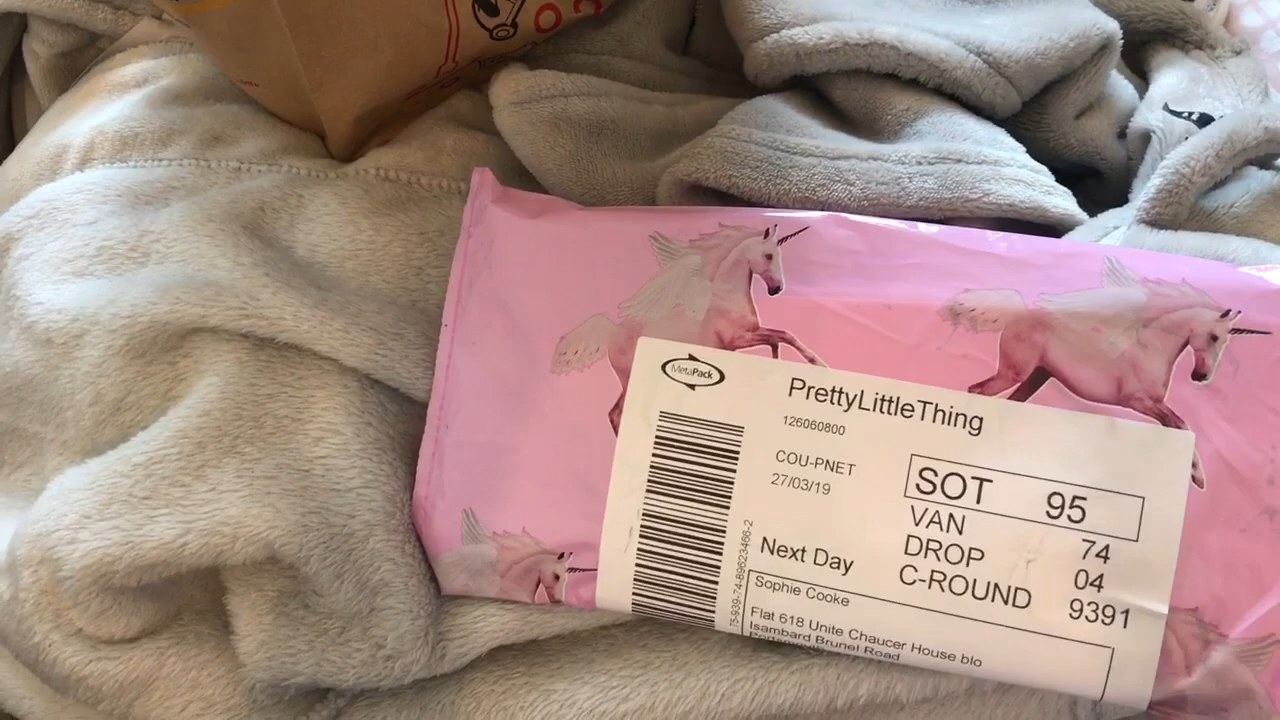 MetaPack
PrettyLittleThing
126060800
COU-PNET
27/03/19
SOT 95
VAN 74
DROP 04
C-ROUND 9391
Next Day
75-939-74-89623466-2
Sophie Cooke
Flat 618 Unite Chaucer House blo
Isambard Brunel Road